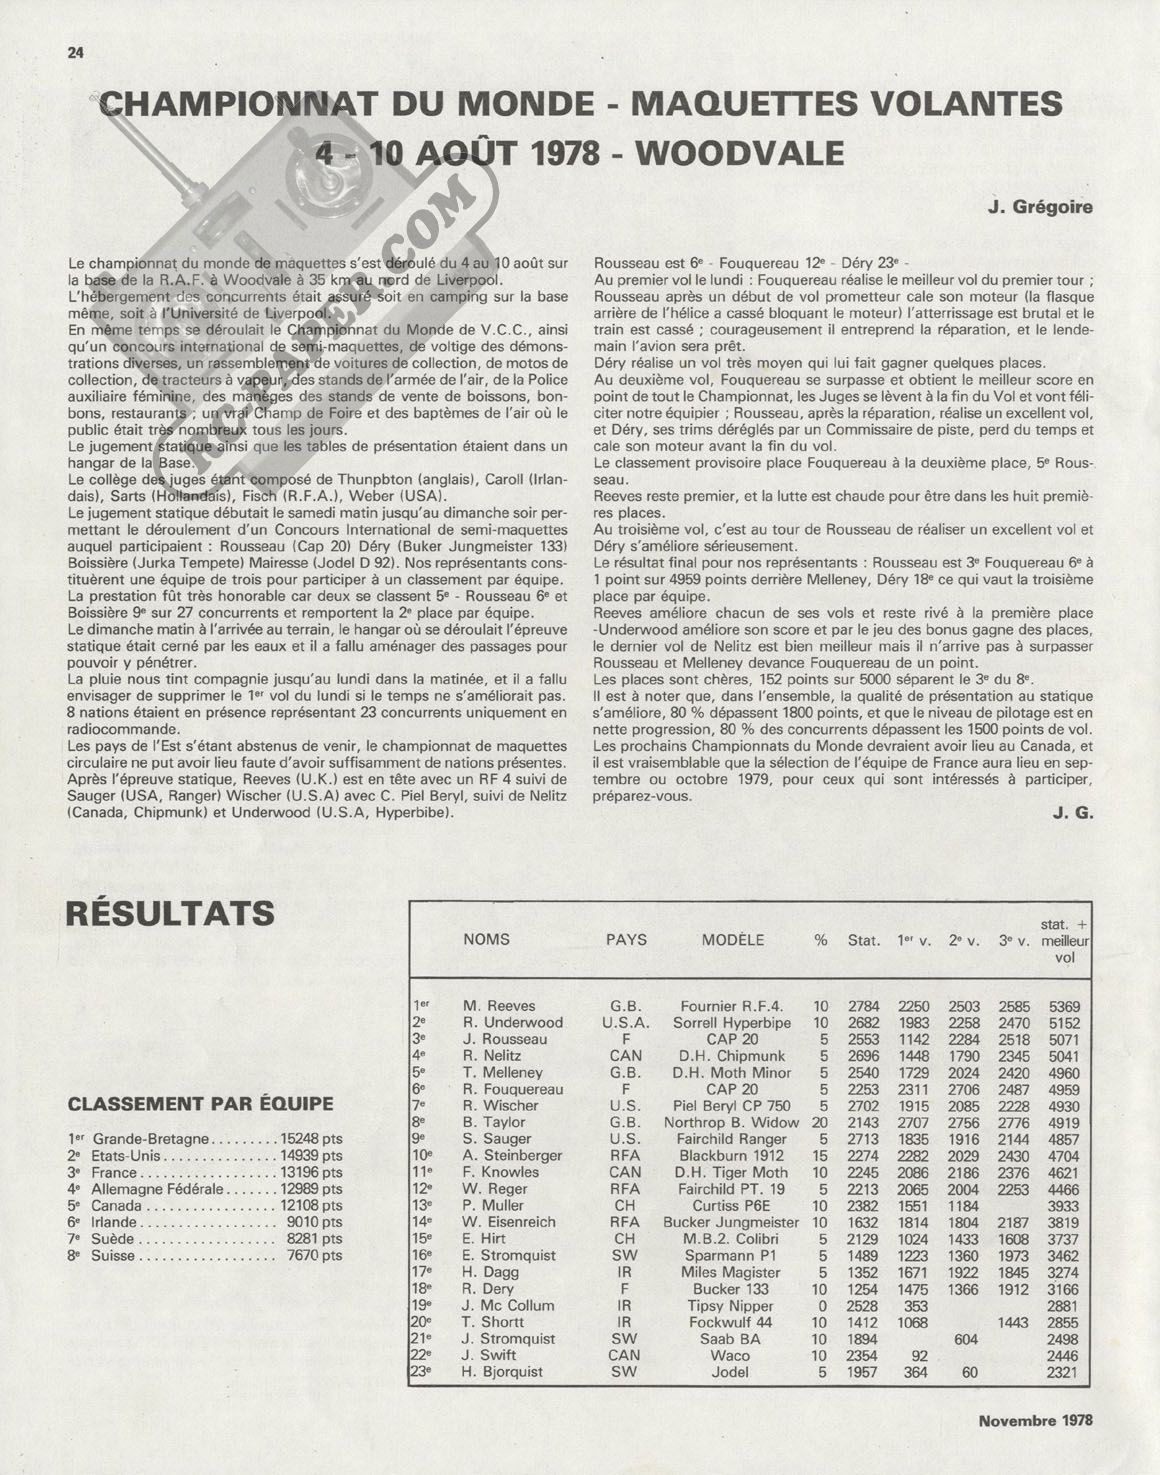 24
CHAMPIONNAT DU MONDE - MAQUETTES VOLANTES
4 - 10 AOÛT 1978 - WOODVALE
J. Grégoire
RC-PAPER.COM
Le championnat du monde de maquettes s'est déroulé du 4 au 10 août sur
la base de la R.A.F. à Woodvale à 35 km au nord de Liverpool.
L'hébergement des concurrents était assuré soit en camping sur la base
même, soit à l'Université de Liverpool.
En même temps se déroulait le Championnat du Monde de V.C.C., ainsi
qu'un concours international de semi-maquettes, de voltige des démons-
trations diverses, un rassemblement de voitures de collection, de motos de
collection, de tracteurs à vapeur, des stands de l'armée de l'air, de la Police
auxiliaire féminine, des manèges des stands de vente de boissons, bon-
bons, restaurants ; un vrai Champ de Foire et des baptèmes de l'air où le
public était très nombreux tous les jours.
Le jugement statique ainsi que les tables de présentation étaient dans un
hangar de la Base.
Le collège des juges étant composé de Thunpbton (anglais), Caroll (Irlan-
dais), Sarts (Hollandais), Fisch (R.F.A.), Weber (USA).
Le jugement statique débutait le samedi matin jusqu'au dimanche soir per-
mettant le déroulement d'un Concours International de semi-maquettes
auquel participaient : Rousseau (Cap 20) Déry (Buker Jungmeister 133)
Boissière (Jurka Tempete) Mairesse (Jodel D 92). Nos représentants cons-
tituèrent une équipe de trois pour participer à un classement par équipe.
La prestation fût très honorable car deux se classent 5e - Rousseau 6e et
Boissière 9e sur 27 concurrents et remportent la 2e place par équipe.
Le dimanche matin à l'arrivée au terrain, le hangar où se déroulait l'épreuve
statique était cerné par les eaux et il a fallu aménager des passages pour
pouvoir y pénétrer.
La pluie nous tint compagnie jusqu'au lundi dans la matinée, et il a fallu
envisager de supprimer le 1er vol du lundi si le temps ne s'améliorait pas.
8 nations étaient en présence représentant 23 concurrents uniquement en
radiocommande.
Les pays de l'Est s'étant abstenus de venir, le championnat de maquettes
circulaire ne put avoir lieu faute d'avoir suffisamment de nations présentes.
Après l'épreuve statique, Reeves (U.K.) est en tête avec un RF 4 suivi de
Sauger (USA, Ranger) Wischer (U.S.A) avec C. Piel Beryl, suivi de Nelitz
(Canada, Chipmunk) et Underwood (U.S.A, Hyperbibe).
Rousseau est 6e - Fouquereau 12e - Déry 23e -
Au premier vol le lundi : Fouquereau réalise le meilleur vol du premier tour ;
Rousseau après un début de vol prometteur cale son moteur (la flasque
arrière de l'hélice a cassé bloquant le moteur) l'atterrissage est brutal et le
train est cassé ; courageusement il entreprend la réparation, et le lende-
main l'avion sera prêt.
Déry réalise un vol très moyen qui lui fait gagner quelques places.
Au deuxième vol, Fouquereau se surpasse et obtient le meilleur score en
point de tout le Championnat, les Juges se lèvent à la fin du Vol et vont féli-
citer notre équipier ; Rousseau, après la réparation, réalise un excellent vol,
et Déry, ses trims déréglés par un Commissaire de piste, perd du temps et
cale son moteur avant la fin du vol.
Le classement provisoire place Fouquereau à la deuxième place, 5e Rous-
seau.
Reeves reste premier, et la lutte est chaude pour être dans les huit premiè-
res places.
Au troisième vol, c'est au tour de Rousseau de réaliser un excellent vol et
Déry s'améliore sérieusement.
Le résultat final pour nos représentants : Rousseau est 3e Fouquereau 6e à
1 point sur 4959 points derrière Melleney, Déry 18e ce qui vaut la troisième
place par équipe.
Reeves améliore chacun de ses vols et reste rivé à la première place
-Underwood améliore son score et par le jeu des bonus gagne des places,
le dernier vol de Nelitz est bien meilleur mais il n'arrive pas à surpasser
Rousseau et Melleney devance Fouquereau de un point.
Les places sont chères, 152 points sur 5000 séparent le 3e du 8e.
Il est à noter que, dans l'ensemble, la qualité de présentation au statique
s'améliore, 80 % dépassent 1800 points, et que le niveau de pilotage est en
nette progression, 80 % des concurrents dépassent les 1500 points de vol.
Les prochains Championnats du Monde devraient avoir lieu au Canada, et
il est vraisemblable que la sélection de l'équipe de France aura lieu en sep-
tembre ou octobre 1979, pour ceux qui sont intéressés à participer,
préparez-vous.
J. G.
RÉSULTATS
CLASSEMENT PAR ÉQUIPE
1er Grande-Bretagne......... 15248 pts
2e Etats-Unis............... 14939 pts
3e France.................. 13196 pts
4e Allemagne Fédérale....... 12989 pts
5e Canada ................. 12108 pts
6e Irlande.................. 9010 pts
7e Suède .................. 8281 pts
8e Suisse.................. 7670 pts
NOMS PAYS MODÈLE % Stat. 1er v. 2e v. 3e v. stat. + meilleur vol
1er M. Reeves G.B. Fournier R.F.4. 10 2784 2250 2503 2585 5369
2e R. Underwood U.S.A. Sorrell Hyperbipe 10 2682 1983 2258 2470 5152
3e J. Rousseau F CAP 20 5 2553 1142 2284 2518 5071
4e R. Nelitz CAN D.H. Chipmunk 5 2696 1448 1790 2345 5041
5e T. Melleney G.B. D.H. Moth Minor 5 2540 1729 2024 2420 4960
6e R. Fouquereau F CAP 20 5 2253 2311 2706 2487 4959
7e R. Wischer U.S. Piel Beryl CP 750 5 2702 1915 2085 2228 4930
8e B. Taylor G.B. Northrop B. Widow 20 2143 2707 2756 2776 4919
9e S. Sauger U.S. Fairchild Ranger 5 2713 1835 1916 2144 4857
10e A. Steinberger RFA Blackburn 1912 15 2274 2282 2029 2430 4704
11e F. Knowles CAN D.H. Tiger Moth 10 2245 2086 2186 2376 4621
12e W. Reger RFA Fairchild PT. 19 5 2213 2065 2004 2253 4466
13e P. Muller CH Curtiss P6E 10 2382 1551 1184 3933
14e W. Eisenreich RFA Bucker Jungmeister 10 1632 1814 1804 2187 3819
15e E. Hirt CH M.B.2. Colibri 5 2129 1024 1433 1608 3737
16e E. Stromquist SW Sparmann P1 5 1489 1223 1360 1973 3462
17e H. Dagg IR Miles Magister 5 1352 1671 1922 1845 3274
18e R. Dery F Bucker 133 10 1254 1475 1366 1912 3166
19e J. Mc Collum IR Tipsy Nipper 0 2528 353 2881
20e T. Shortt IR Fockwulf 44 10 1412 1068 1443 2855
21e J. Stromquist SW Saab BA 10 1894 604 2498
22e J. Swift CAN Waco 10 2354 92 2446
23e H. Bjorquist SW Jodel 5 1957 364 60 2321
Novembre 1978